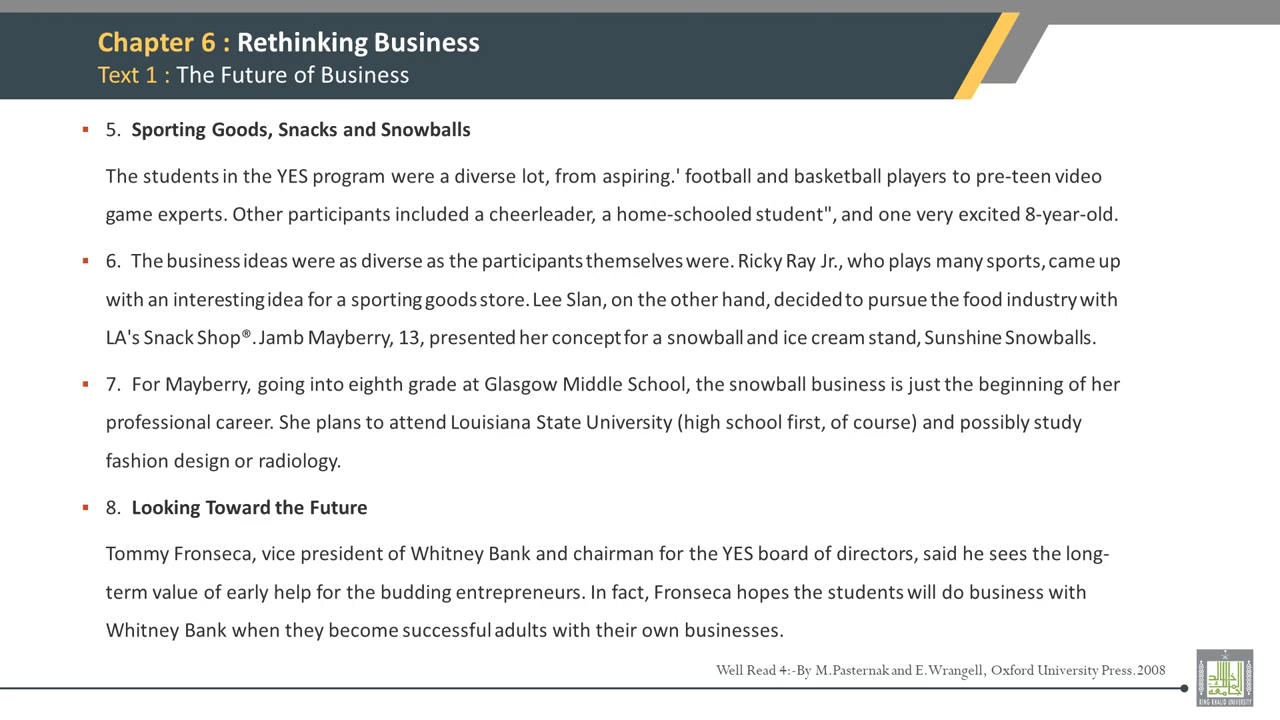 Chapter 6 : Rethinking Business
Text 1 : The Future of Business
▪ 5. Sporting Goods, Snacks and Snowballs
The students in the YES program were a diverse lot, from aspiring.' football and basketball players to pre-teen video
game experts. Other participants included a cheerleader, a home-schooled student", and one very excited 8-year-old.
▪ 6. The business ideas were as diverse as the participants themselves were. Ricky Ray Jr., who plays many sports, came up
with an interesting idea for a sporting goods store. Lee Slan, on the other hand, decided to pursue the food industry with
LA's Snack Shop®. Jamb Mayberry, 13, presented her concept for a snowball and ice cream stand, Sunshine Snowballs.
▪ 7. For Mayberry, going into eighth grade at Glasgow Middle School, the snowball business is just the beginning of her
professional career. She plans to attend Louisiana State University (high school first, of course) and possibly study
fashion design or radiology.
▪ 8. Looking Toward the Future
Tommy Fronseca, vice president of Whitney Bank and chairman for the YES board of directors, said he sees the long-
term value of early help for the budding entrepreneurs. In fact, Fronseca hopes the students will do business with
Whitney Bank when they become successful adults with their own businesses.
Well Read 4:-By M.Pasternak and E.Wrangell, Oxford University Press.2008
KING KHALID UNIVERSITY